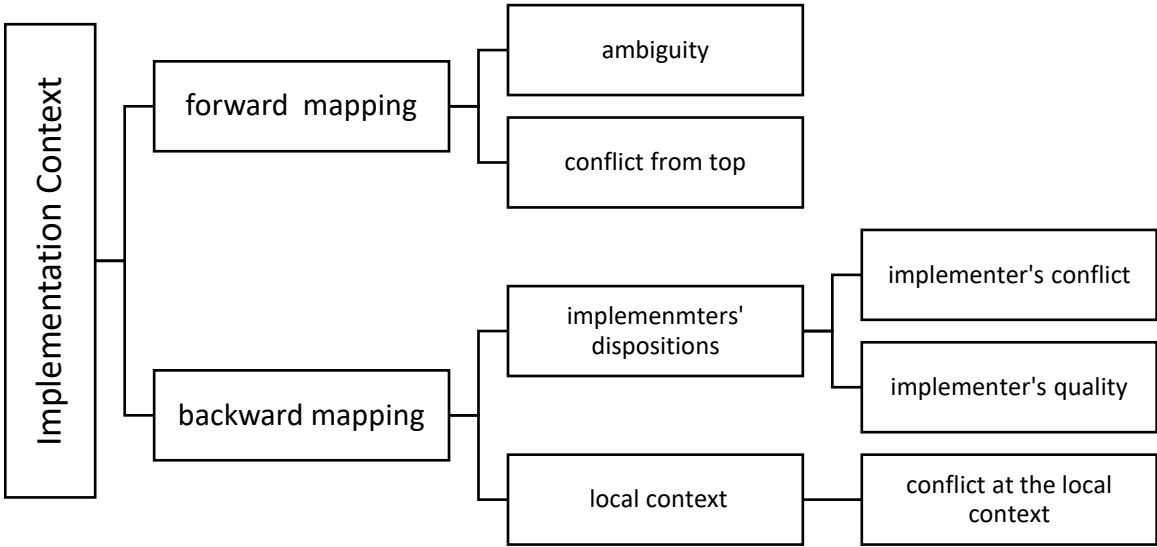 Implementation Context
forward mapping
ambiguity
conflict from top
backward mapping
implemenmters'
dispositions
implementer's conflict
implementer's quality
local context
conflict at the local
context